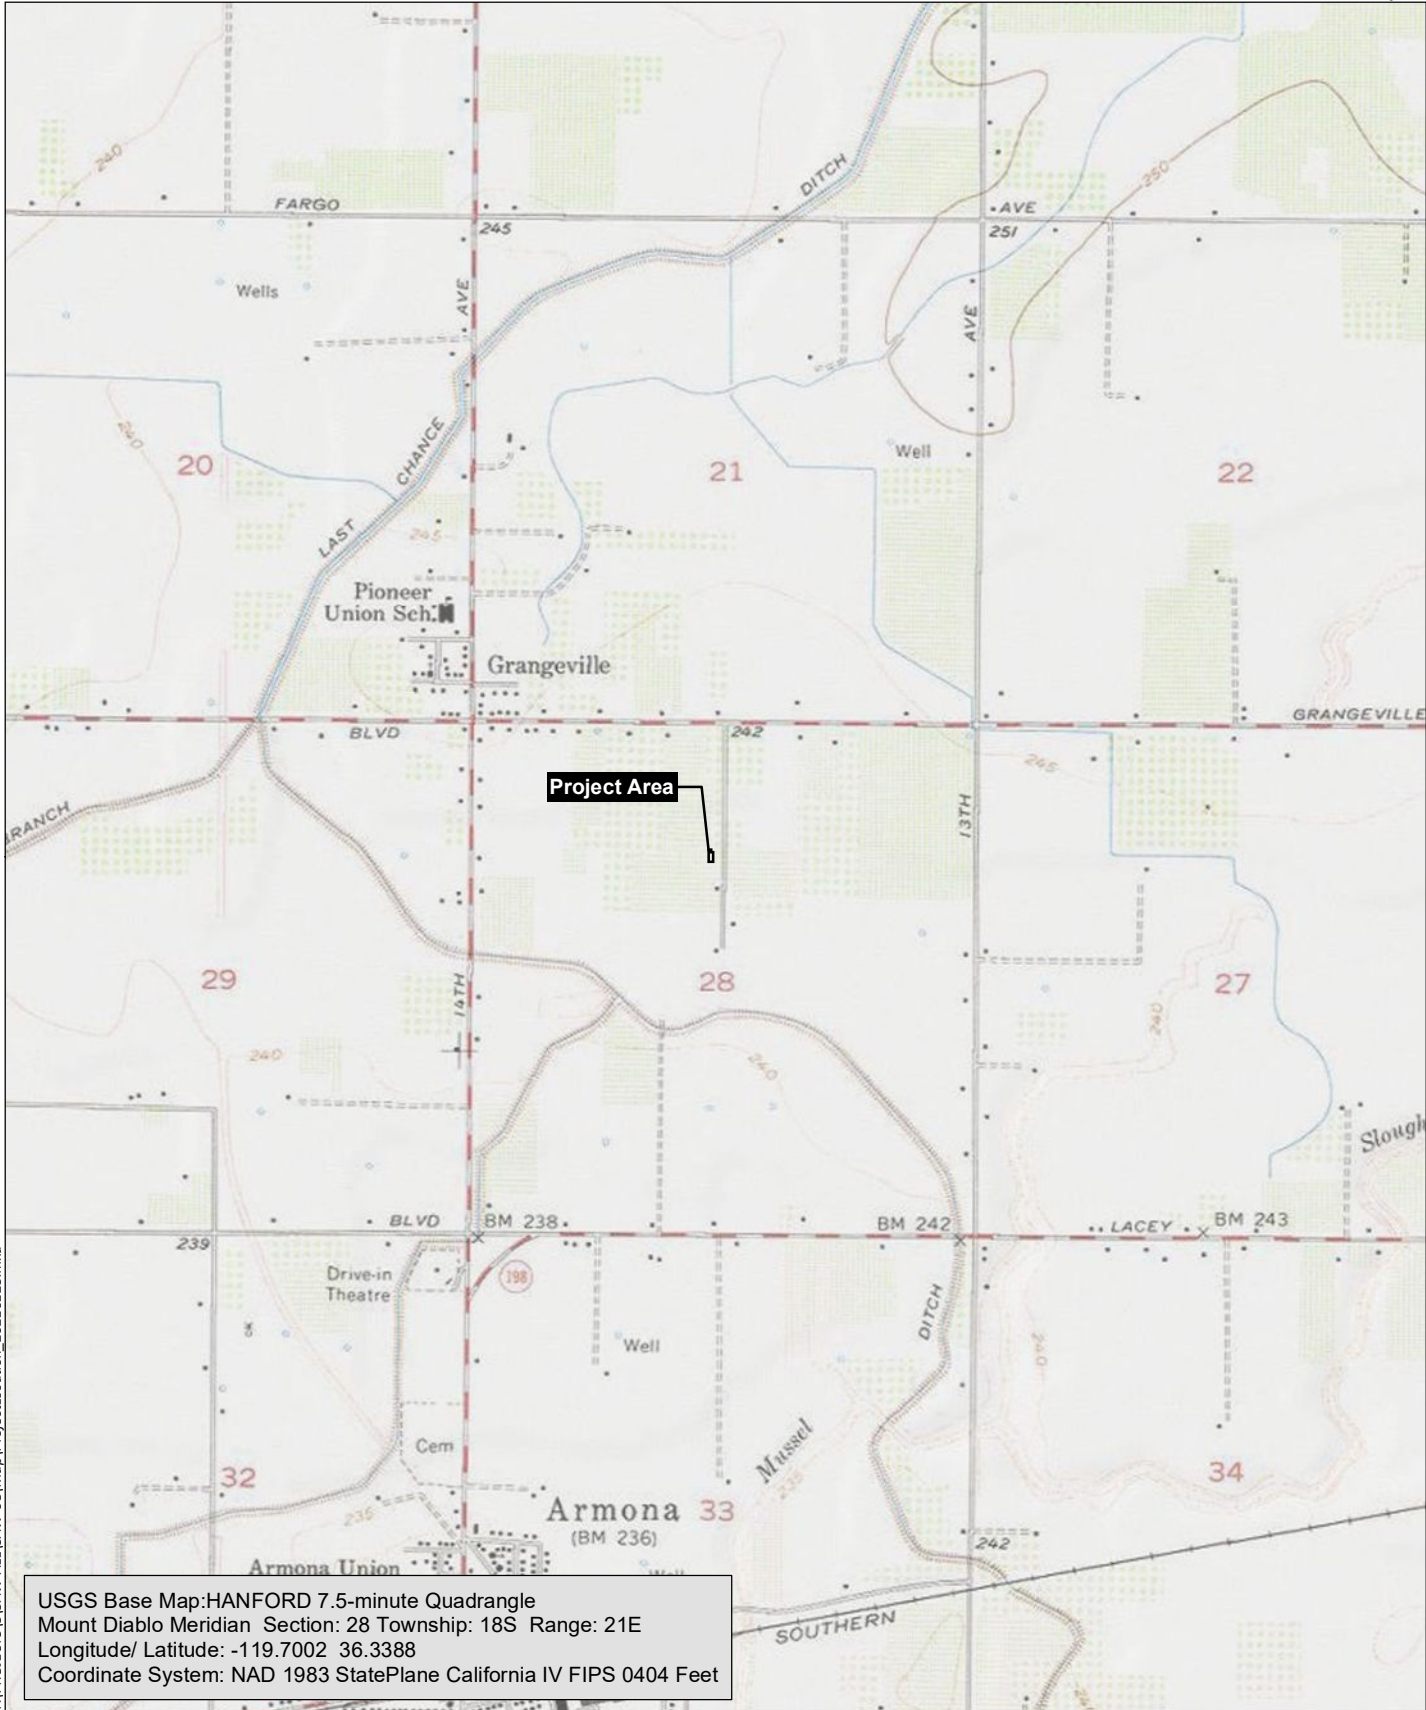 240
FARGO
DITCH
AVE
250
245
251
Wells
AVE
AVE
240
CHANCE
20
21
Well
22
LAST
245
Pioneer
Union Sch.
Grangeville
GRANGEVILLE
BLVD
242
245
Project Area
BRANCH
13TH
29
14TH
28
27
240
240
240
Slough
BLVD
BM 238
BM 242
LACEY
BM 243
239
Drive-in
Theatre
198
DITCH
Well
240
Cem
Mussel
32
235
34
235
Armona
33
(BM 236)
242
Armona Union
Well
SOUTHERN
USGS Base Map:HANFORD 7.5-minute Quadrangle
Mount Diablo Meridian Section: 28 Township: 18S Range: 21E
Longitude/ Latitude: -119.7002 36.3388
Coordinate System: NAD 1983 StatePlane California IV FIPS 0404 Feet